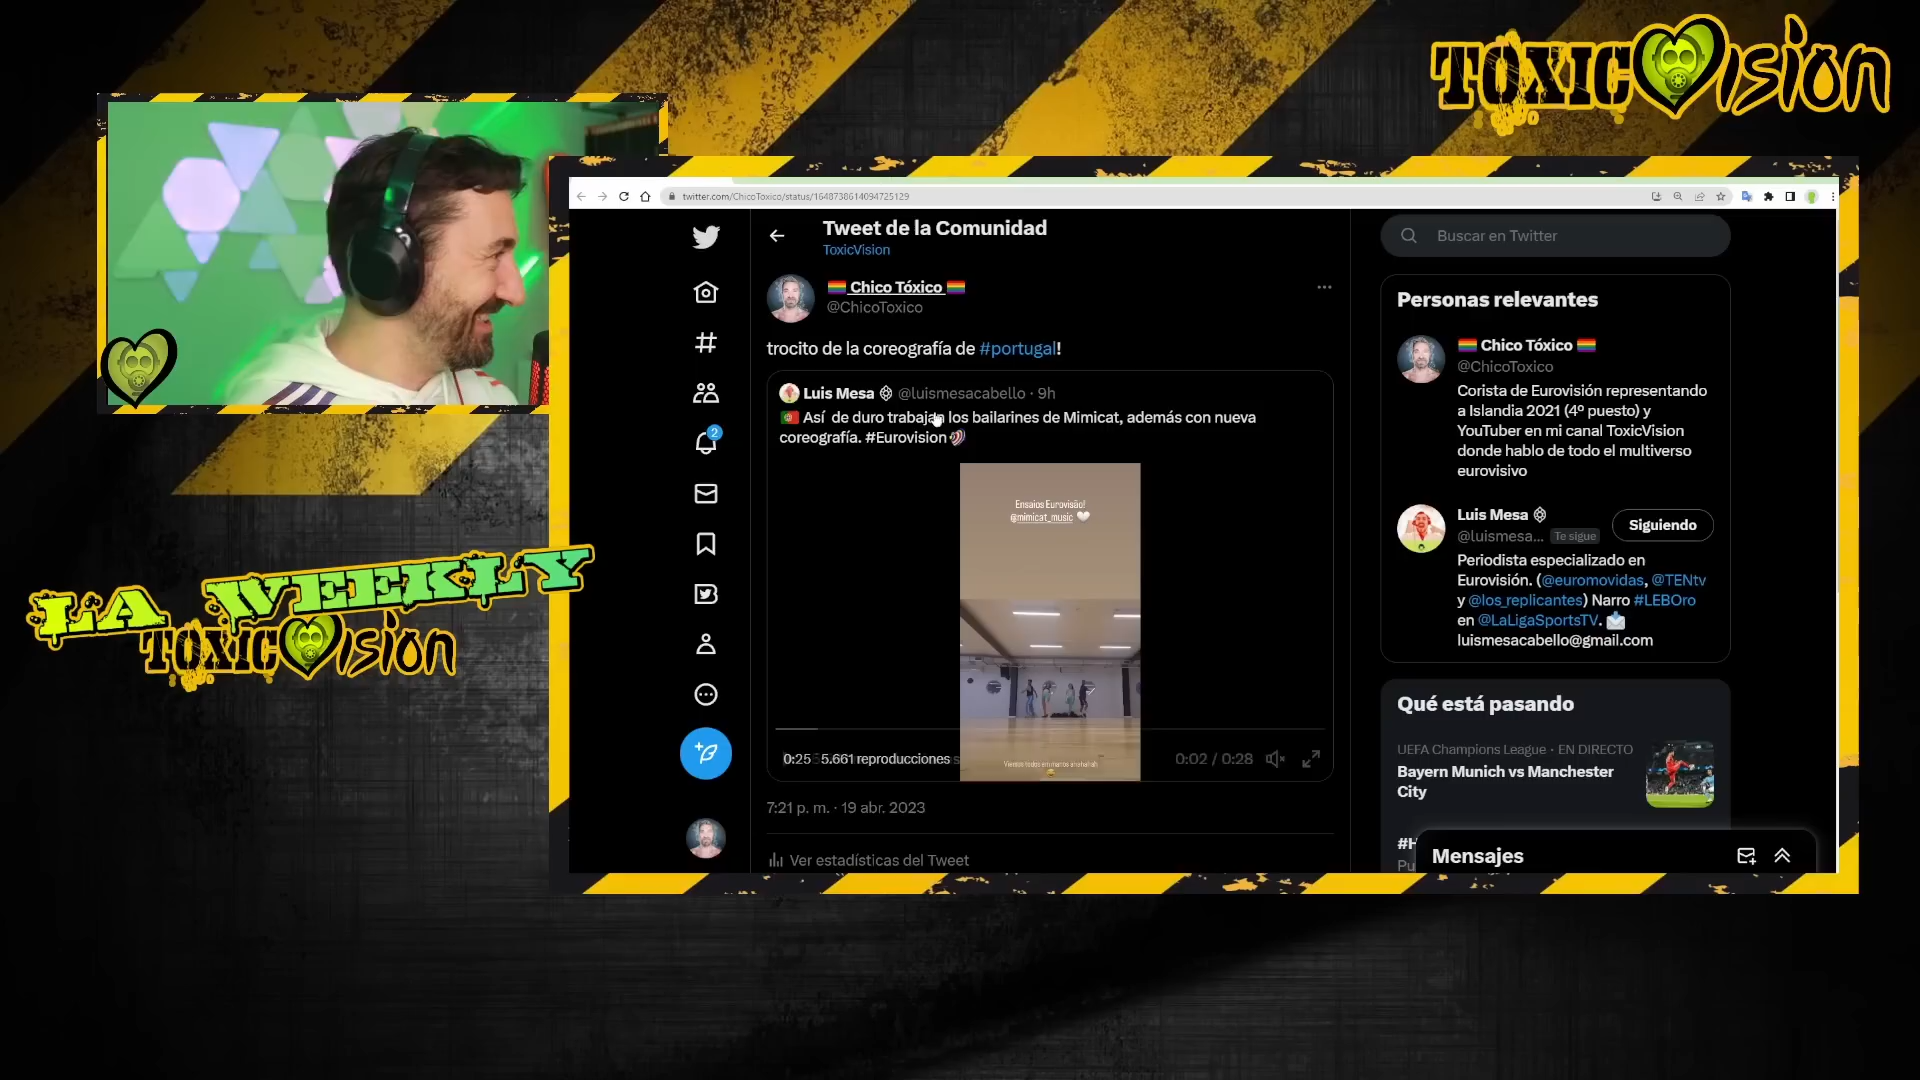 TOXICVision
twitter.com/ChicoToxico/status/1648738614094725129
Tweet de la Comunidad
ToxicVision
Chico Tóxico
@ChicoToxico
trocito de la coreografía de #portugal!
Luis Mesa @luismesacabello · 9h
Así de duro trabajan los bailarines de Mimicat, además con nueva
coreografía. #Eurovision
Ensaios Eurovisão!
@mimicat_music
0:25 5.661 reproducciones
0:02 / 0:28
7:21 p. m. · 19 abr. 2023
Ver estadísticas del Tweet
2
Buscar en Twitter
Personas relevantes
Chico Tóxico
@ChicoToxico
Corista de Eurovisión representando
a Islandia 2021 (4º puesto) y
YouTuber en mi canal ToxicVision
donde hablo de todo el multiverso
eurovisivo
Luis Mesa
@luismesa... Te sigue
Siguiendo
Periodista especializado en
Eurovisión. (@euromovidas, @TENtv
y @los_replicantes) Narro #LEBOro
en @LaLigaSportsTV.
luismesacabello@gmail.com
Qué está pasando
UEFA Champions League · EN DIRECTO
Bayern Munich vs Manchester
City
Mensajes
LA WEEKLY
TOXICVision